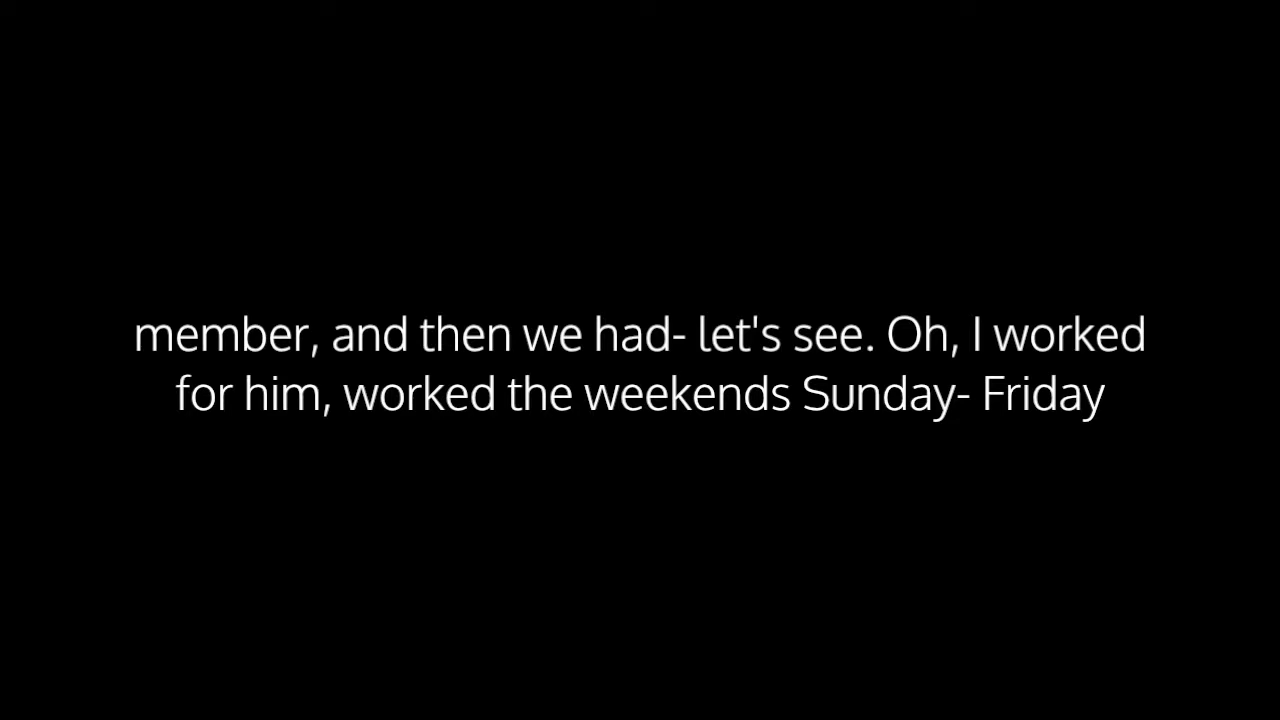 member, and then we had- let's see. Oh, I worked
for him, worked the weekends Sunday- Friday